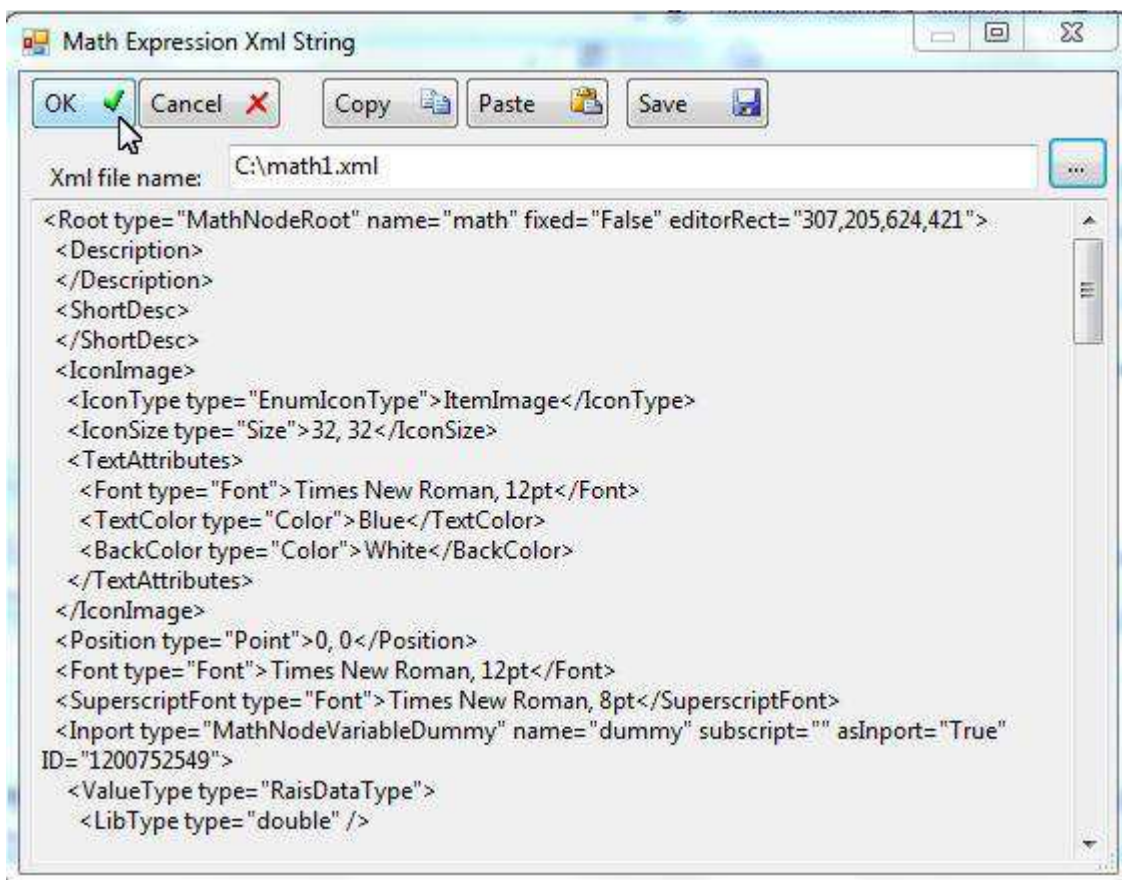 Math Expression Xml String
OK Cancel Copy Paste Save
Xml file name: C:\math1.xml ...
<Root type="MathNodeRoot" name="math" fixed="False" editorRect="307,205,624,421">
<Description>
</Description>
<ShortDesc>
</ShortDesc>
<IconImage>
<IconType type="EnumIconType">ItemImage</IconType>
<IconSize type="Size">32, 32</IconSize>
<TextAttributes>
<Font type="Font">Times New Roman, 12pt</Font>
<TextColor type="Color">Blue</TextColor>
<BackColor type="Color">White</BackColor>
</TextAttributes>
</IconImage>
<Position type="Point">0, 0</Position>
<Font type="Font">Times New Roman, 12pt</Font>
<SuperscriptFont type="Font">Times New Roman, 8pt</SuperscriptFont>
<Inport type="MathNodeVariableDummy" name="dummy" subscript="" asInport="True"
ID="1200752549">
<ValueType type="RaisDataType">
<LibType type="double" />